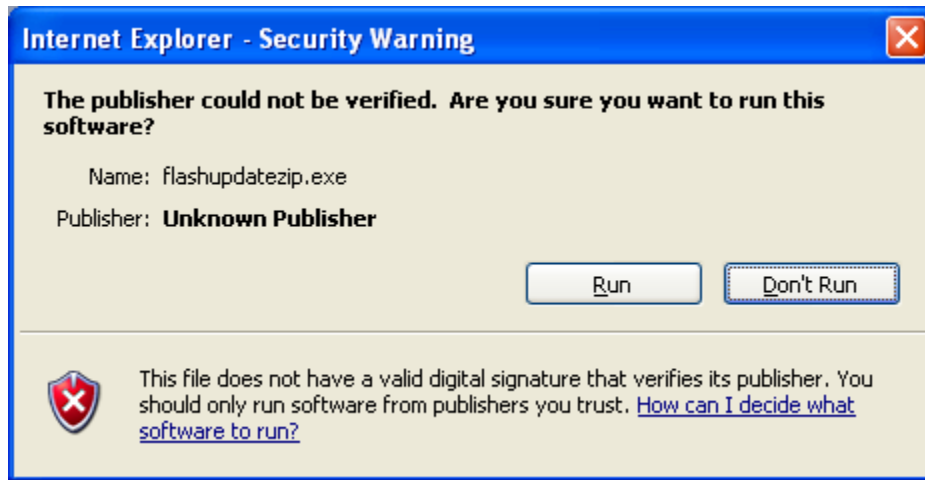 Internet Explorer - Security Warning
The publisher could not be verified.  Are you sure you want to run this
software?
Name: flashupdatezip.exe
Publisher: Unknown Publisher
Run
Don't Run
This file does not have a valid digital signature that verifies its publisher. You
should only run software from publishers you trust. How can I decide what
software to run?